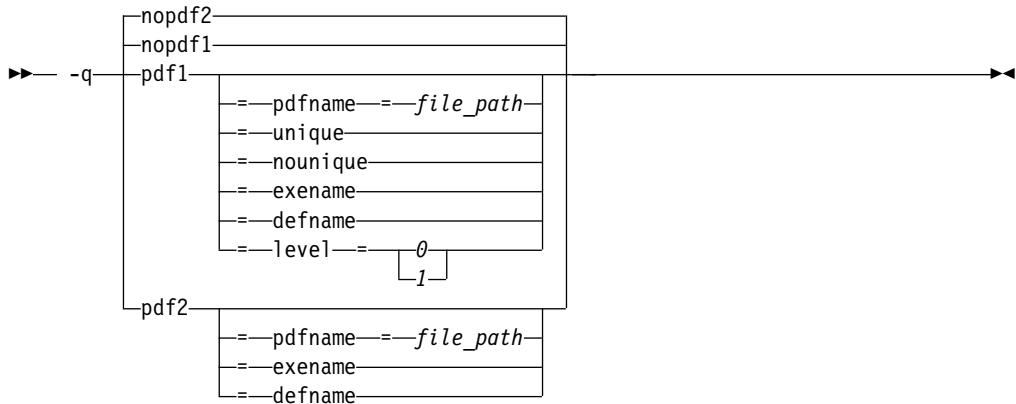 nopdf2
nopdf1
-q pdf1
= pdfname = file_path
= unique
= nounique
= exename
= defname
= level = 0
1
pdf2
= pdfname = file_path
= exename
= defname